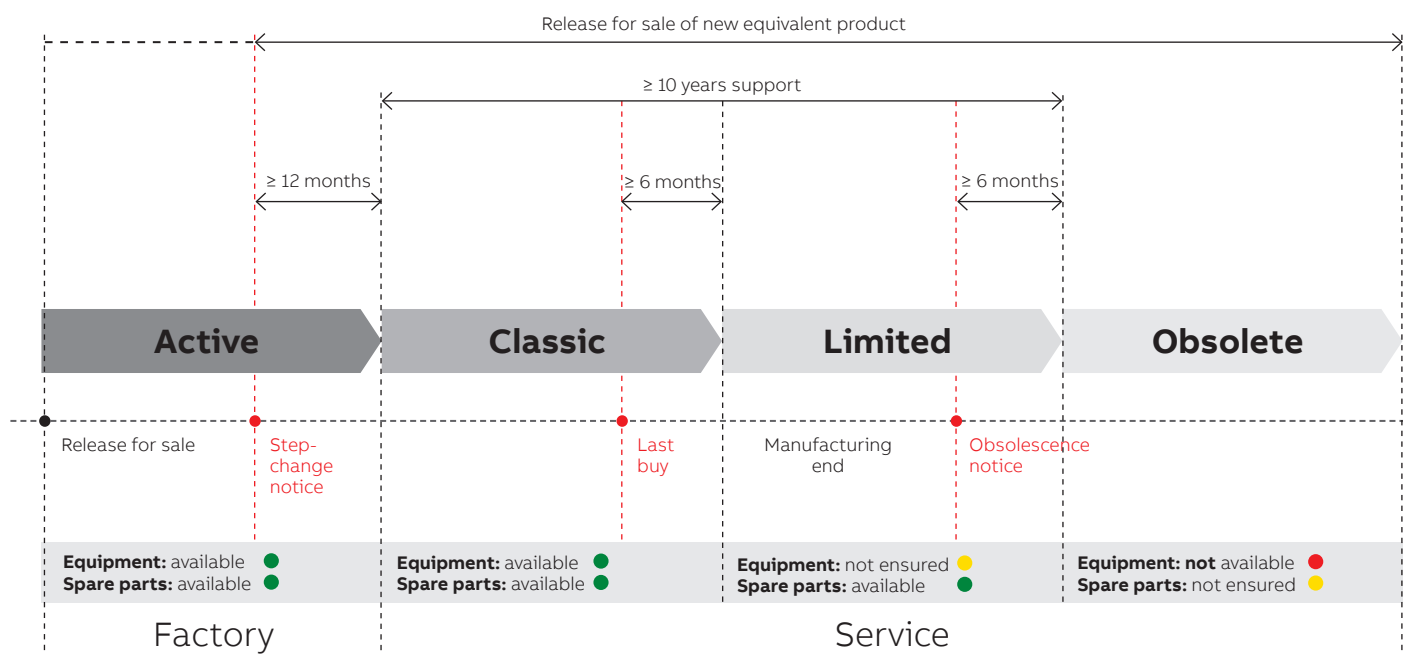 Release for sale of new equivalent product
≥ 10 years support
≥ 12 months
≥ 6 months
≥ 6 months
Active
Classic
Limited
Obsolete
Release for sale
Step-
change
notice
Last
buy
Manufacturing
end
Obsolescence
notice
Equipment: available
Spare parts: available
Equipment: available
Spare parts: available
Equipment: not ensured
Spare parts: available
Equipment: not available
Spare parts: not ensured
Factory
Service